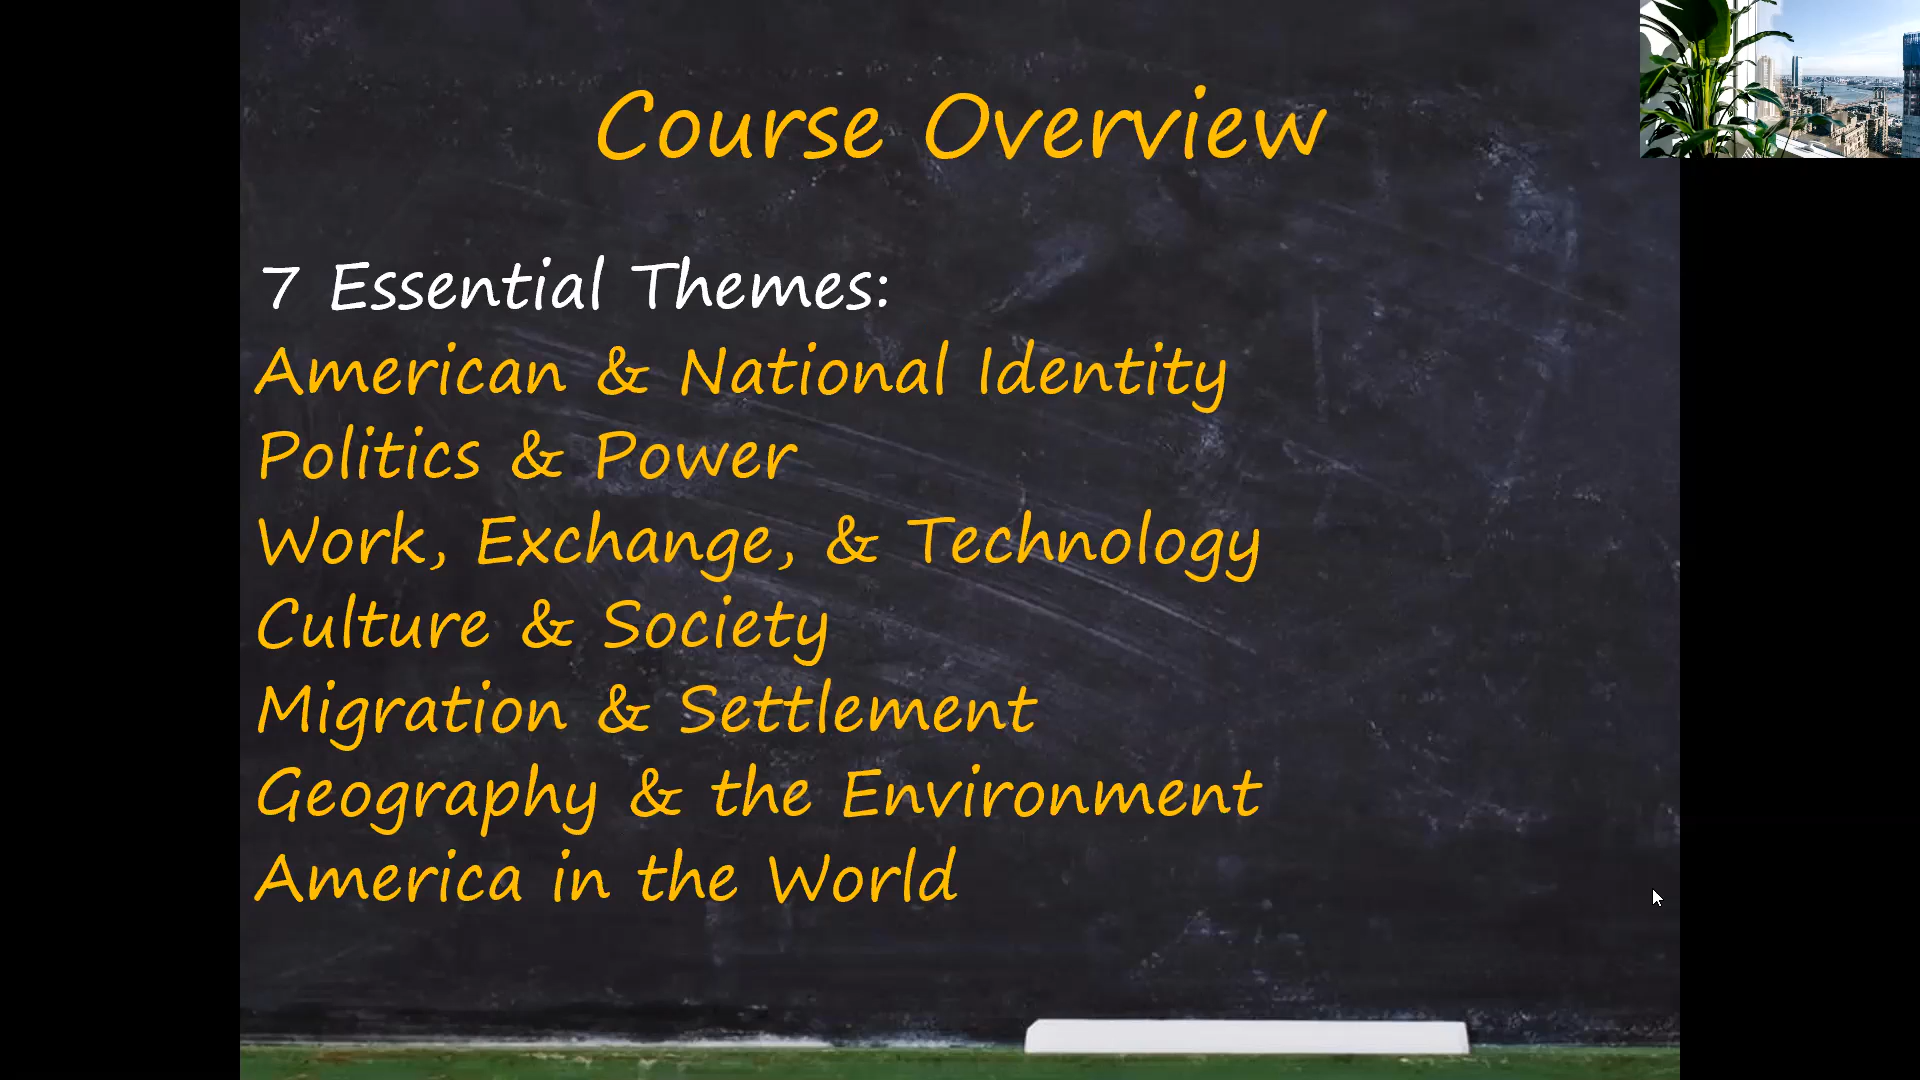 Course Overview
7 Essential Themes:
American & National Identity
Politics & Power
Work, Exchange, & Technology
Culture & Society
Migration & Settlement
Geography & the Environment
America in the World